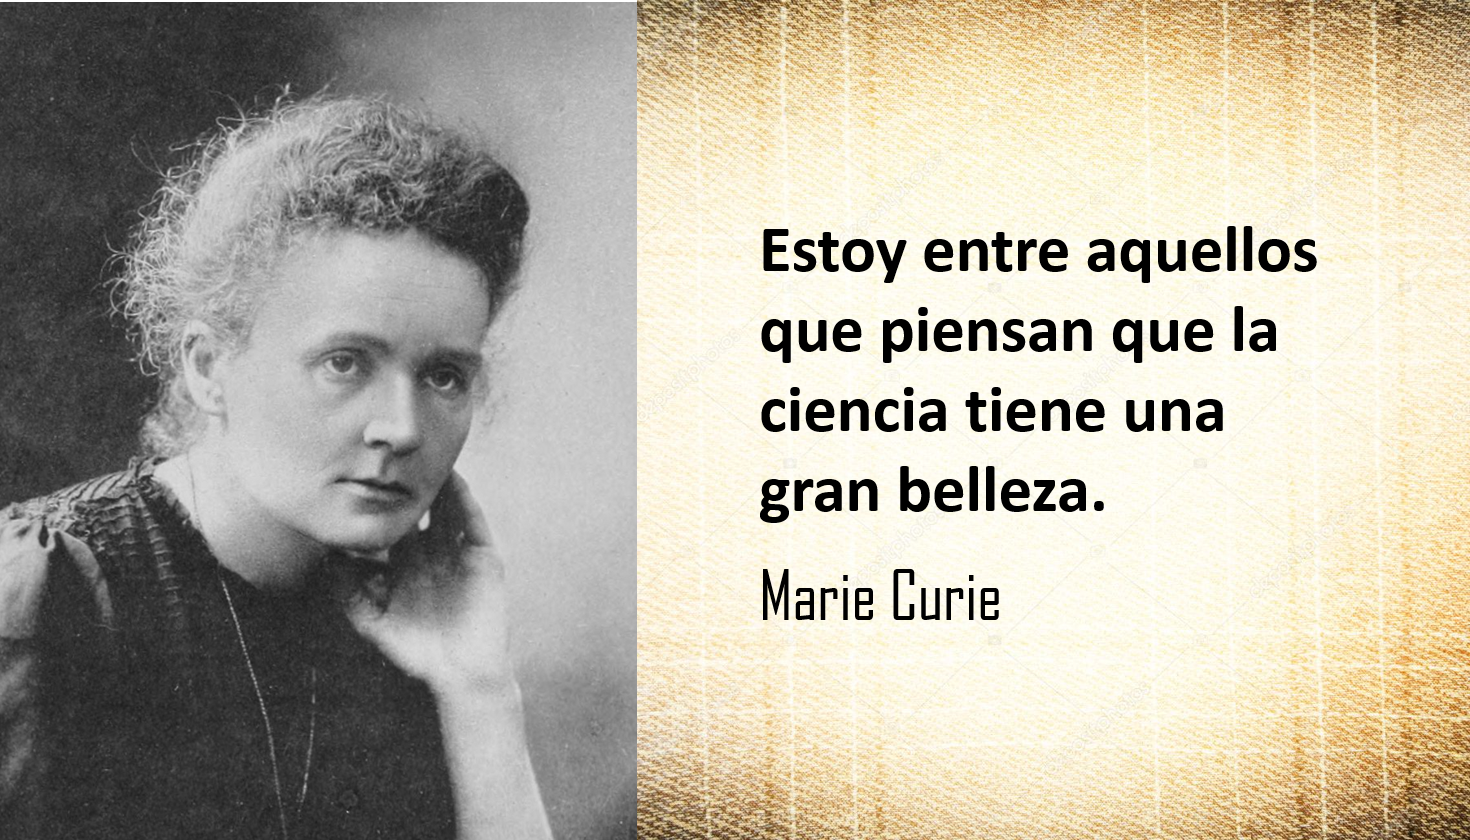 Estoy entre aquellos
que piensan que la
ciencia tiene una
gran belleza.
Marie Curie